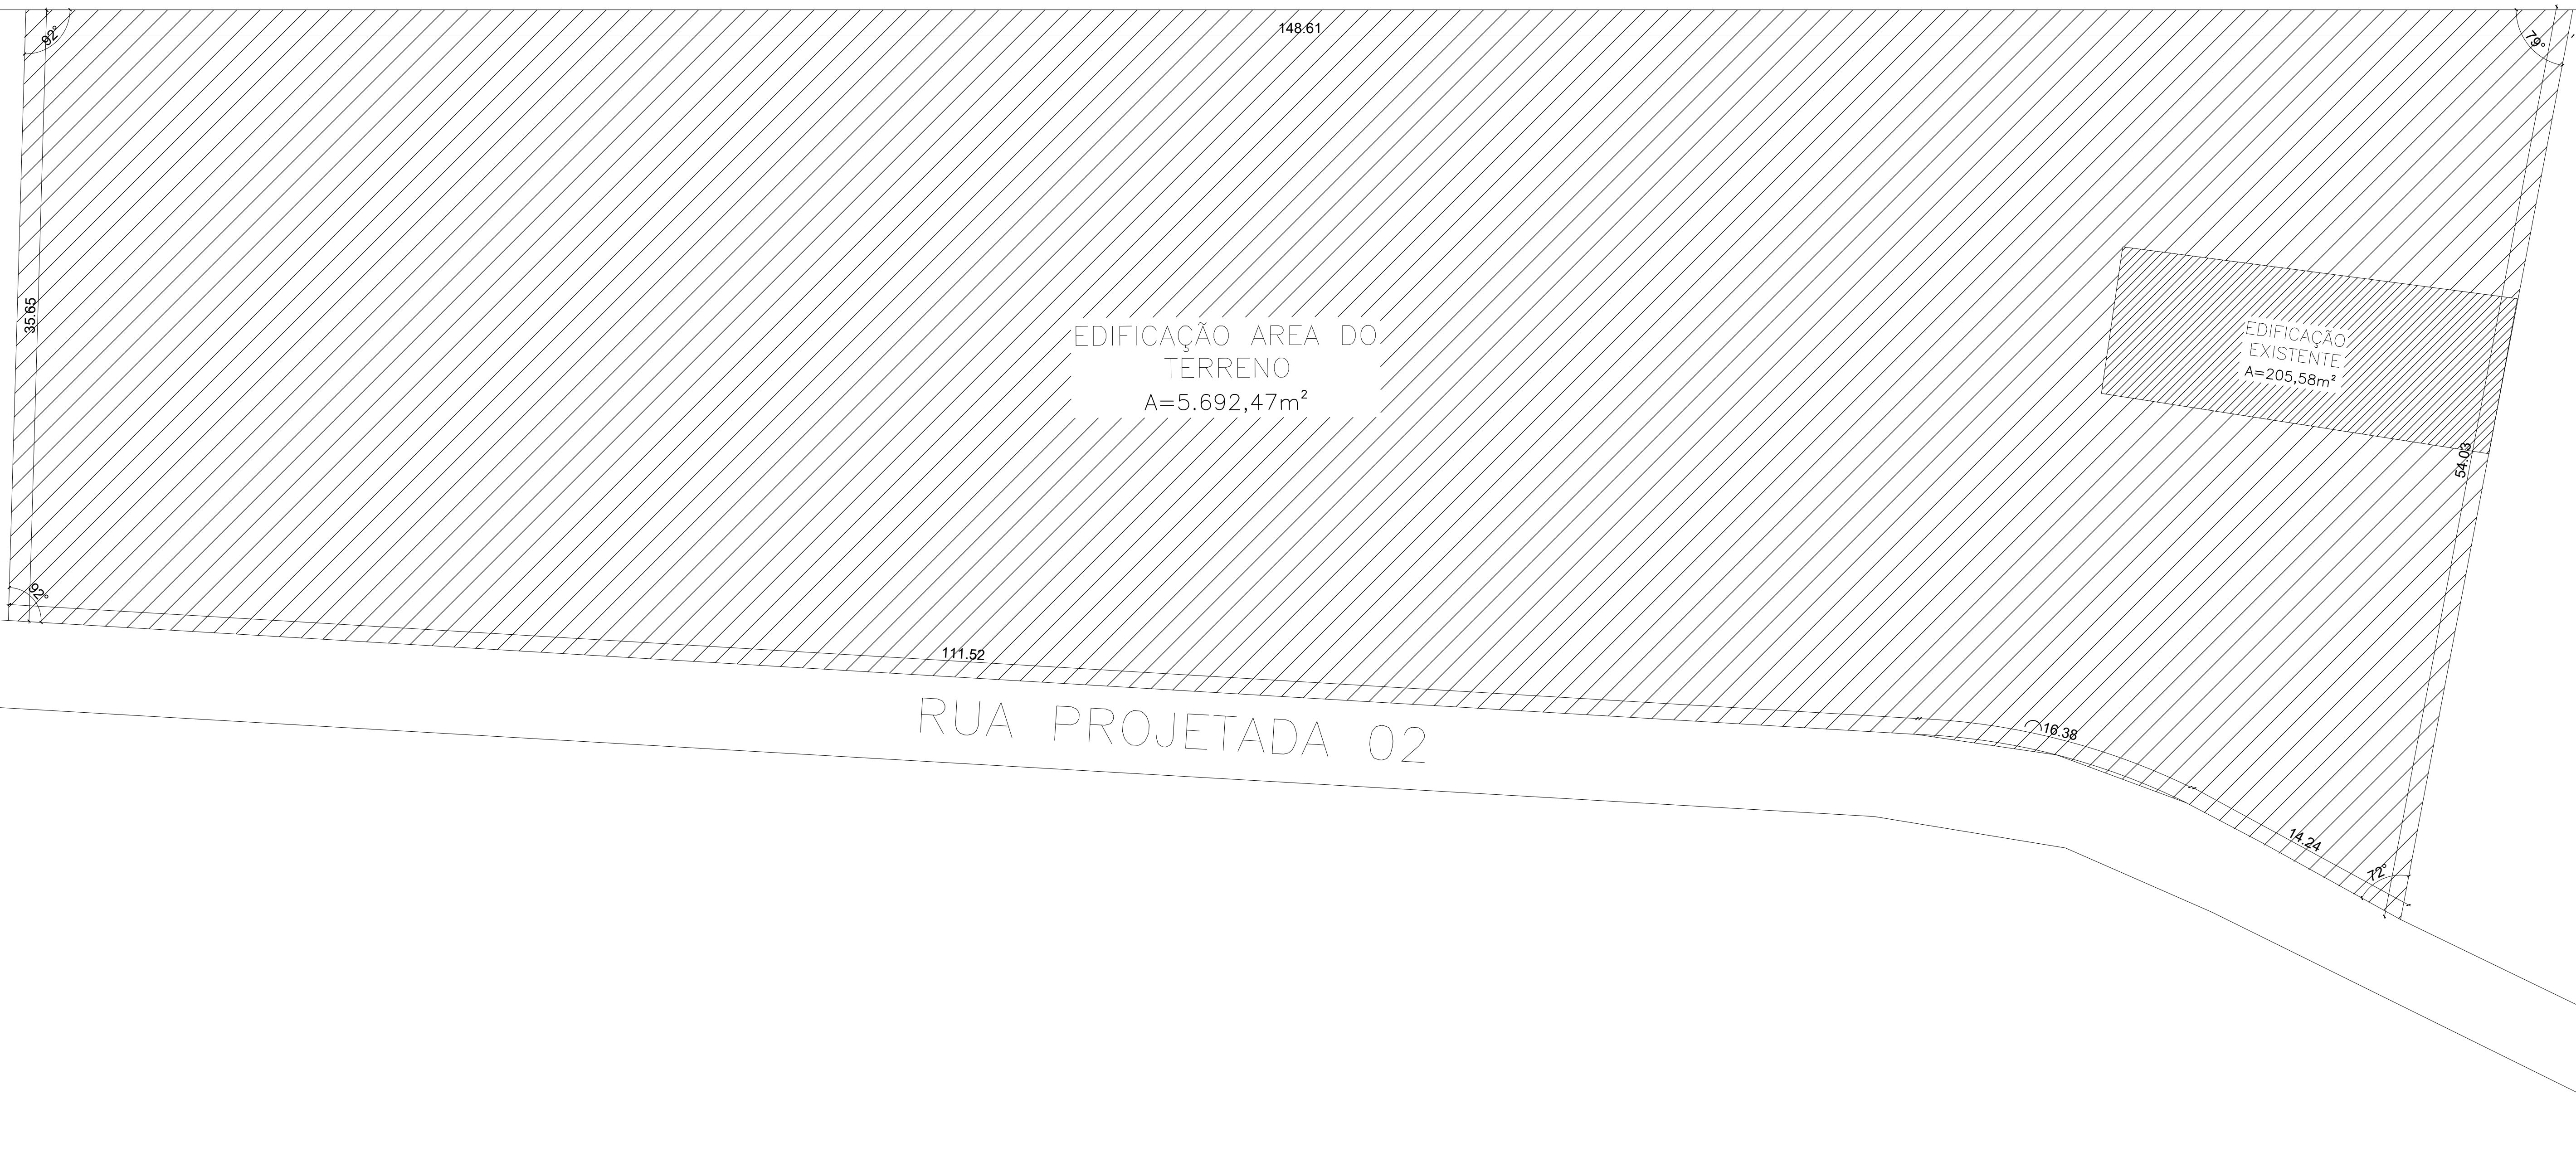 92°
148.61
79°
35.65
EDIFICAÇÃO AREA DO
TERRENO
A=5.692,47m²
EDIFICAÇÃO
EXISTENTE
A=205,58m²
54.03
92°
111.52
RUA PROJETADA 02
16.38
14.24
72°